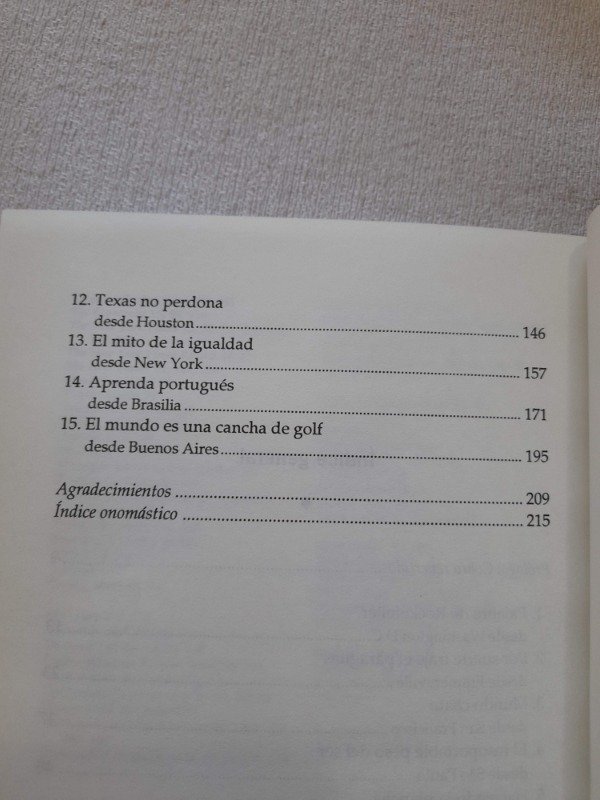 12. Texas no perdona
desde Houston........................................ 146
13. El mito de la igualdad
desde New York........................................ 157
14. Aprenda portugués
desde Brasilia ........................................ 171
15. El mundo es una cancha de golf
desde Buenos Aires........................................ 195
Agradecimientos ........................................ 209
Índice onomástico ........................................ 215